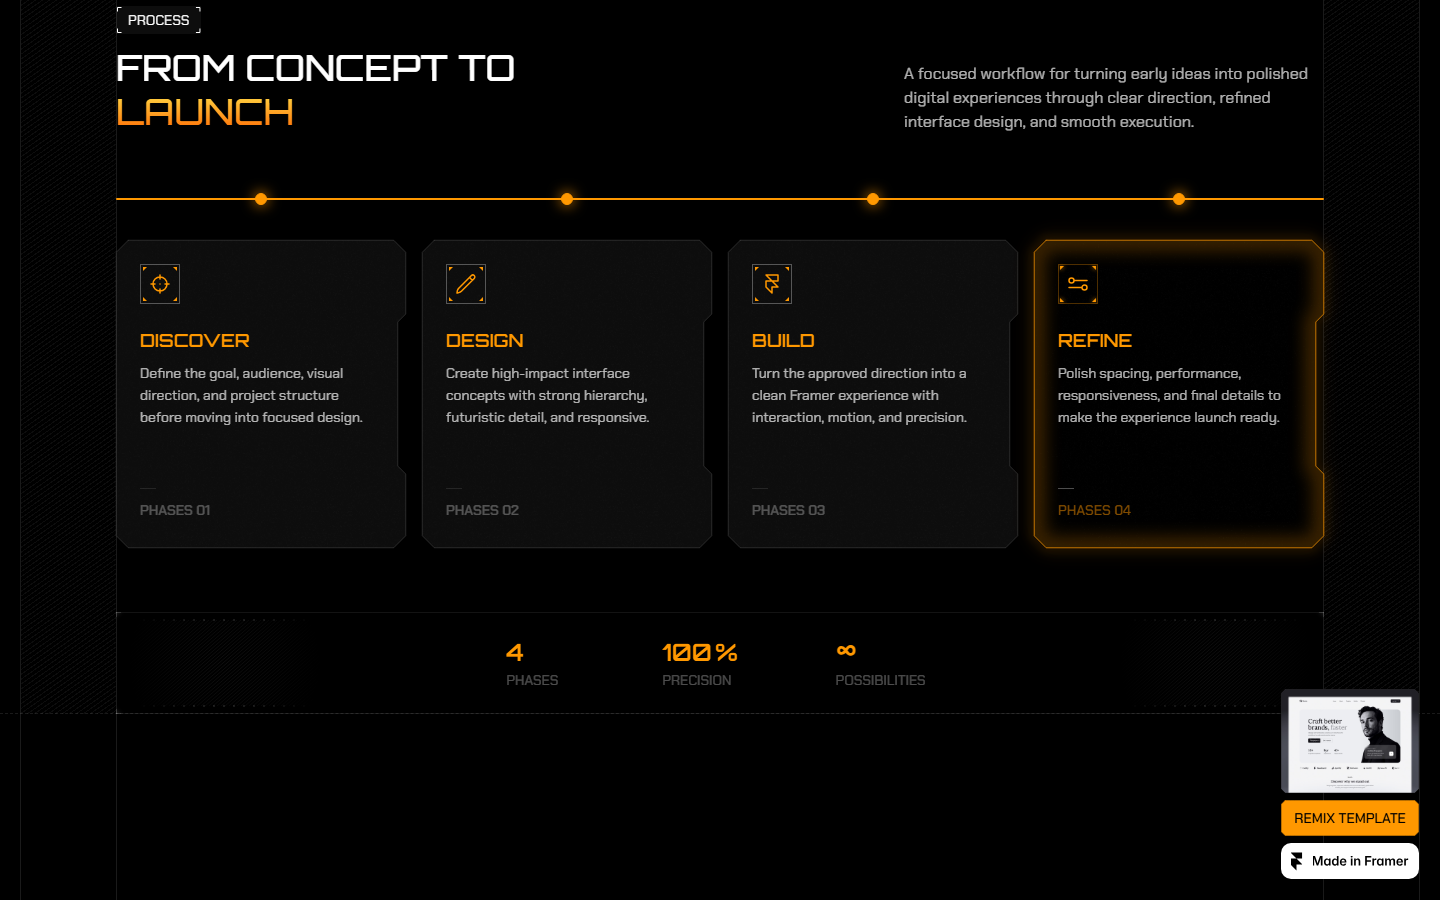 PROCESS
FROM CONCEPT TO
LAUNCH
A focused workflow for turning early ideas into polished
digital experiences through clear direction, refined
interface design, and smooth execution.
DISCOVER
Define the goal, audience, visual
direction, and project structure
before moving into focused design.
PHASES 01
DESIGN
Create high-impact interface
concepts with strong hierarchy,
futuristic detail, and responsive.
PHASES 02
BUILD
Turn the approved direction into a
clean Framer experience with
interaction, motion, and precision.
PHASES 03
REFINE
Polish spacing, performance,
responsiveness, and final details to
make the experience launch ready.
PHASES 04
4
PHASES
100%
PRECISION
∞
POSSIBILITIES
Craft better
brands, faster
REMIX TEMPLATE
Made in Framer